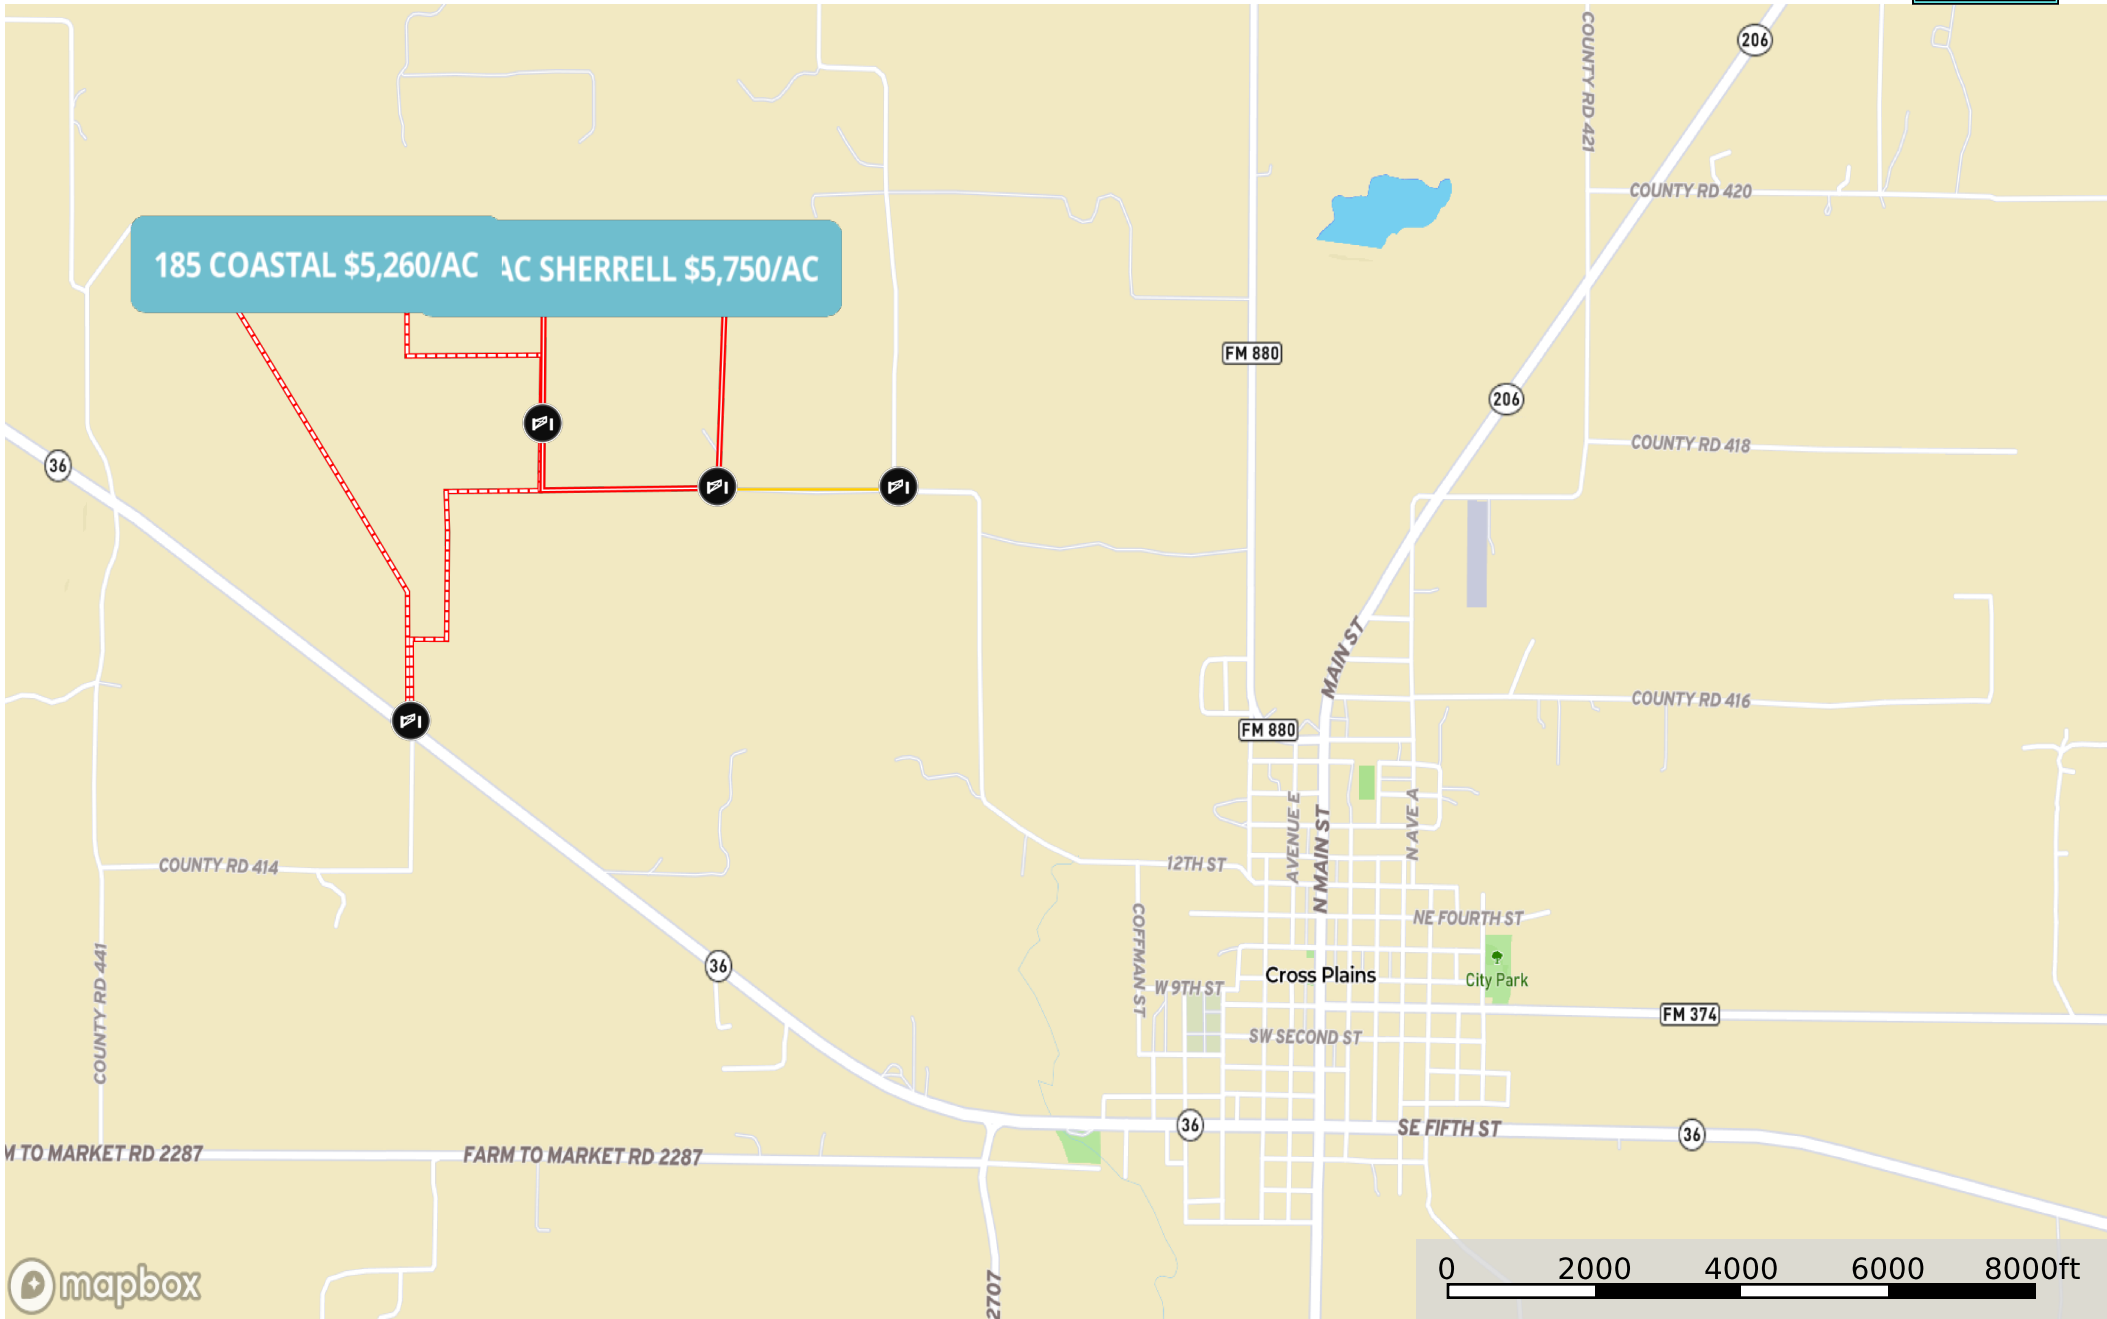 206
COUNTY RD 421
COUNTY RD 420
185 COASTAL $5,260/AC
AC SHERRELL $5,750/AC
FM 880
206
COUNTY RD 418
36
MAIN ST
COUNTY RD 416
FM 880
AVENUE E
N MAIN ST
N AVE A
COUNTY RD 414
12TH ST
COFFMAN ST
NE FOURTH ST
COUNTY RD 441
36
Cross Plains
City Park
W 9TH ST
FM 374
SW SECOND ST
36
SE FIFTH ST
36
M TO MARKET RD 2287
FARM TO MARKET RD 2287
2707
mapbox
0 2000 4000 6000 8000ft